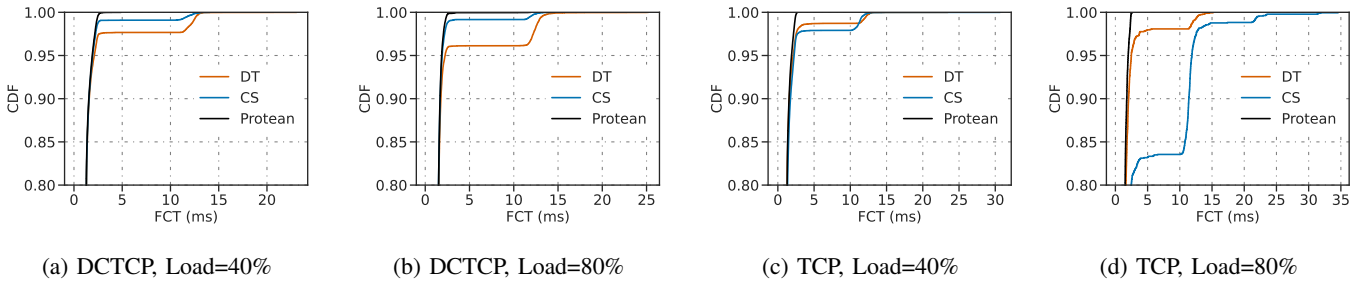 1.00
0.95
0.90
0.85
0.80
CDF
DT
CS
Protean
0 5 10 15 20
FCT (ms)
(a) DCTCP, Load=40%
1.00
0.95
0.90
0.85
0.80
CDF
DT
CS
Protean
0 5 10 15 20 25
FCT (ms)
(b) DCTCP, Load=80%
1.00
0.95
0.90
0.85
0.80
CDF
DT
CS
Protean
0 5 10 15 20 25 30
FCT (ms)
(c) TCP, Load=40%
1.00
0.95
0.90
0.85
0.80
CDF
DT
CS
Protean
0 5 10 15 20 25 30 35
FCT (ms)
(d) TCP, Load=80%